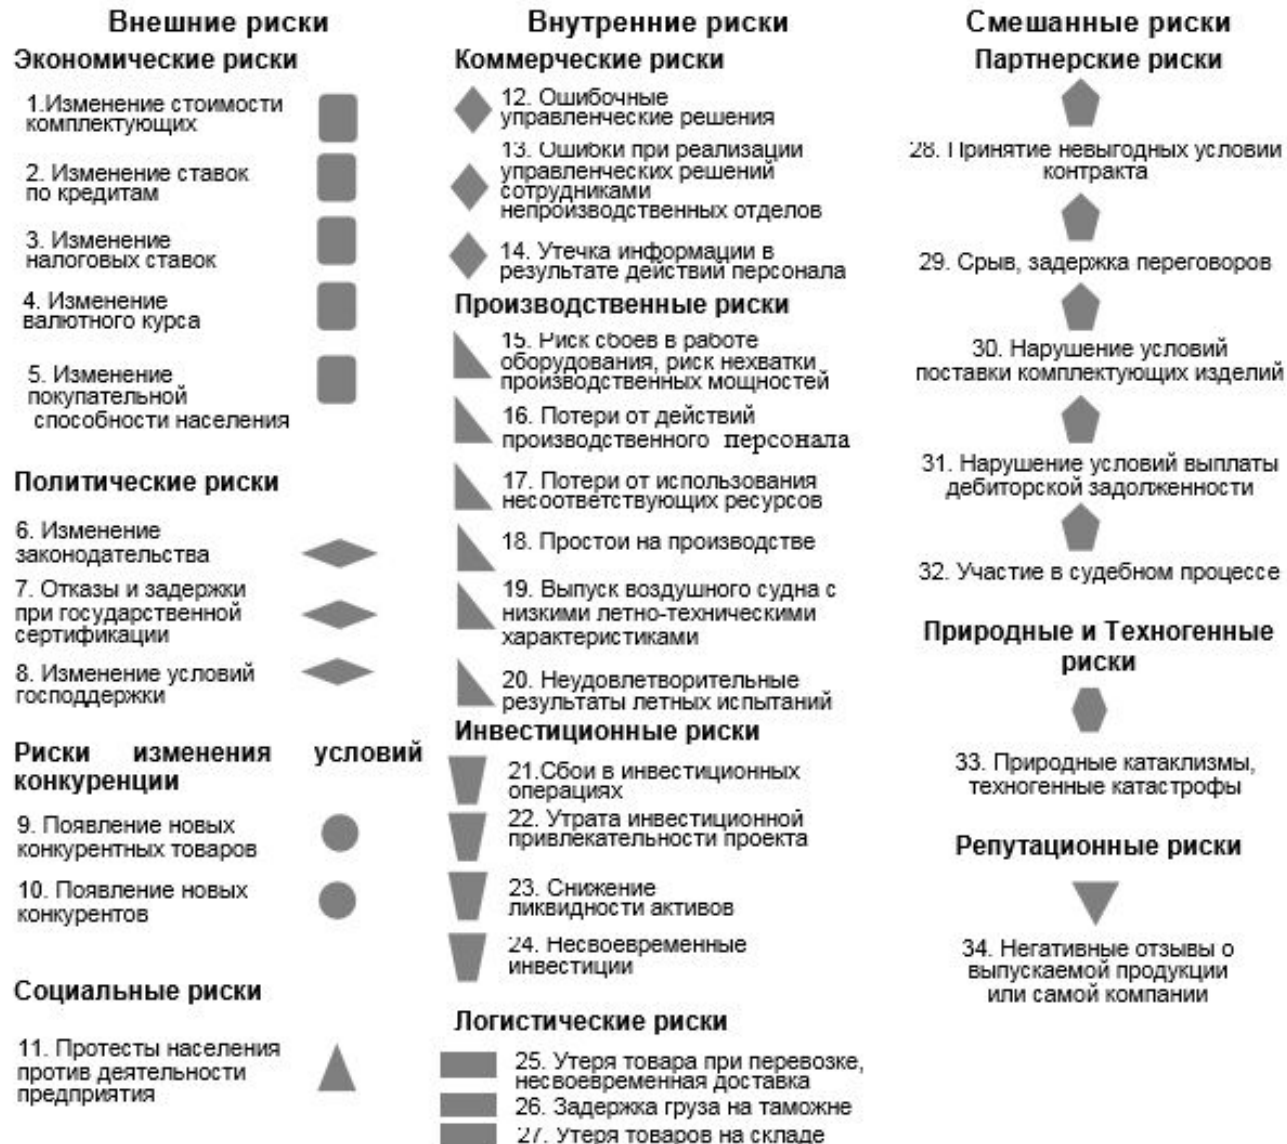 Внешние риски
Экономические риски
1.Изменение стоимости
комплектующих
2. Изменение ставок
по кредитам
3. Изменение
налоговых ставок
4. Изменение
валютного курса
5. Изменение
покупательной
способности населения
Политические риски
6. Изменение
законодательства
7. Отказы и задержки
при государственной
сертификации
8. Изменение условий
господдержки
Риски изменения условий
конкуренции
9. Появление новых
конкурентных товаров
10. Появление новых
конкурентов
Социальные риски
11. Протесты населения
против деятельности
предприятия
Внутренние риски
Коммерческие риски
12. Ошибочные
управленческие решения
13. Ошибки при реализации
управленческих решений
сотрудниками
непроизводственных отделов
14. Утечка информации в
результате действий персонала
Производственные риски
15. Риск сбоев в работе
оборудования, риск нехватки
производственных мощностей
16. Потери от действий
производственного персонала
17. Потери от использования
несоответствующих ресурсов
18. Простои на производстве
19. Выпуск воздушного судна с
низкими летно-техническими
характеристиками
20. Неудовлетворительные
результаты летных испытаний
Инвестиционные риски
21.Сбои в инвестиционных
операциях
22. Утрата инвестиционной
привлекательности проекта
23. Снижение
ликвидности активов
24. Несвоевременные
инвестиции
Логистические риски
25. Утеря товара при перевозке,
несвоевременная доставка
26. Задержка груза на таможне
27. Утеря товаров на складе
Смешанные риски
Партнерские риски
28. Принятие невыгодных условий
контракта
29. Срыв, задержка переговоров
30. Нарушение условий
поставки комплектующих изделий
31. Нарушение условий выплаты
дебиторской задолженности
32. Участие в судебном процессе
Природные и Техногенные
риски
33. Природные катаклизмы,
техногенные катастрофы
Репутационные риски
34. Негативные отзывы о
выпускаемой продукции
или самой компании